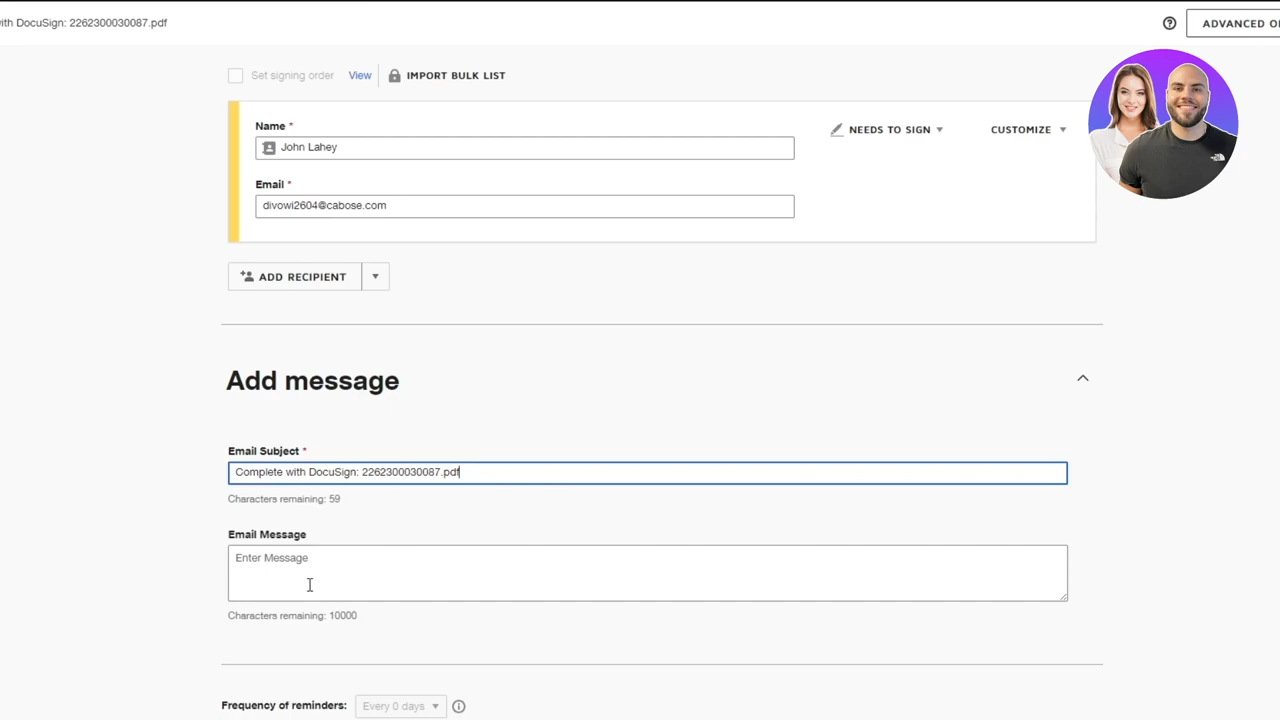 ith DocuSign: 2262300030087.pdf
ADVANCED O
Set signing order View IMPORT BULK LIST
Name *
NEEDS TO SIGN
CUSTOMIZE
John Lahey
Email *
divowi2604@cabose.com
ADD RECIPIENT
Add message
Email Subject *
Complete with DocuSign: 2262300030087.pdf
Characters remaining: 59
Email Message
Enter Message
Characters remaining: 10000
Frequency of reminders: Every 0 days